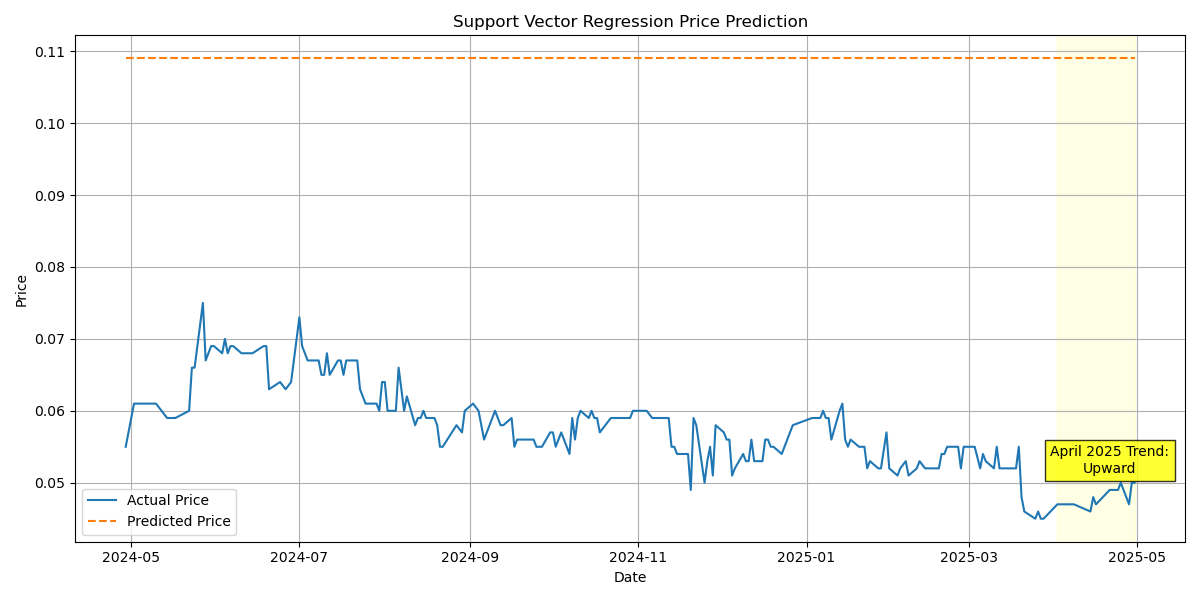 Support Vector Regression Price Prediction
0.11
0.10
0.09
0.08
0.07
0.06
0.05
Price
April 2025 Trend:
Upward
Actual Price
Predicted Price
2024-05
2024-07
2024-09
2024-11
2025-01
2025-03
2025-05
Date